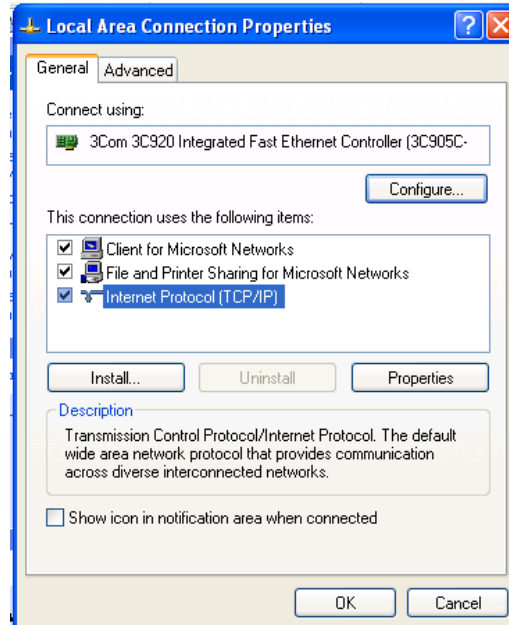 Local Area Connection Properties
General Advanced
Connect using:
3Com 3C920 Integrated Fast Ethernet Controller (3C905C-
Configure...
This connection uses the following items:
Client for Microsoft Networks
File and Printer Sharing for Microsoft Networks
Internet Protocol (TCP/IP)
Install... Uninstall Properties
Description
Transmission Control Protocol/Internet Protocol. The default
wide area network protocol that provides communication
across diverse interconnected networks.
Show icon in notification area when connected
OK Cancel